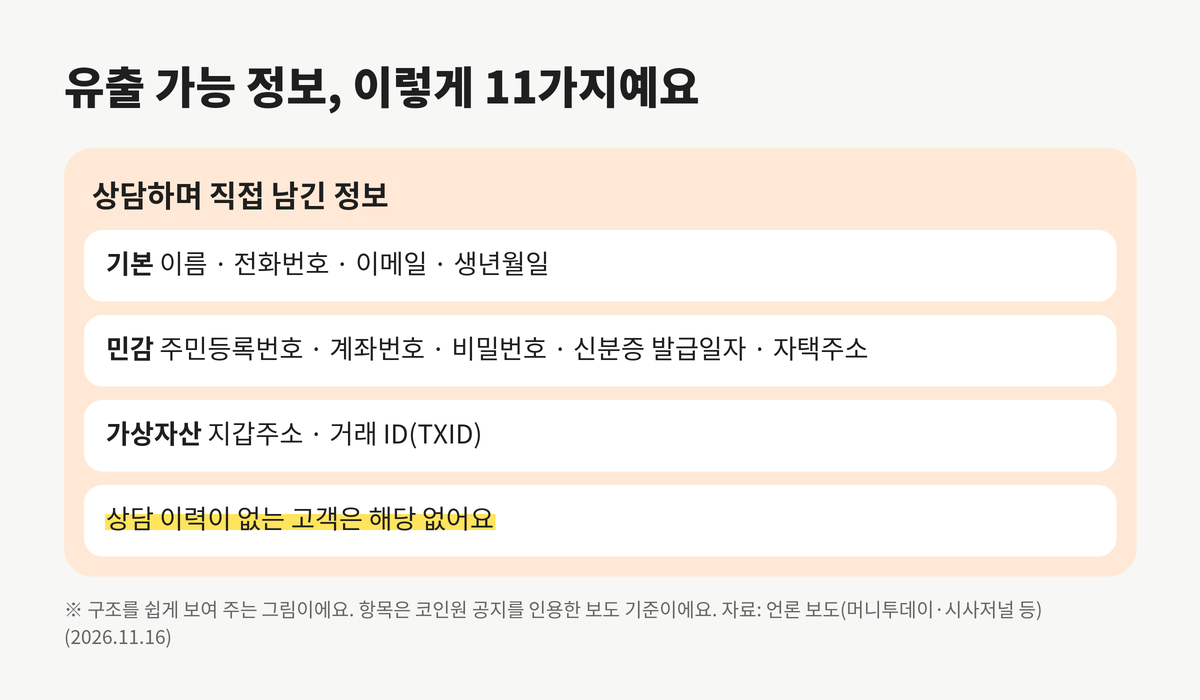 유출 가능 정보, 이렇게 11가지예요
상담하며 직접 남긴 정보
기본 이름 · 전화번호 · 이메일 · 생년월일
민감 주민등록번호 · 계좌번호 · 비밀번호 · 신분증 발급일자 · 자택주소
가상자산 지갑주소 · 거래 ID(TXID)
상담 이력이 없는 고객은 해당 없어요
※ 구조를 쉽게 보여 주는 그림이에요. 항목은 코인원 공지를 인용한 보도 기준이에요. 자료: 언론 보도(머니투데이·시사저널 등)
(2026.11.16)